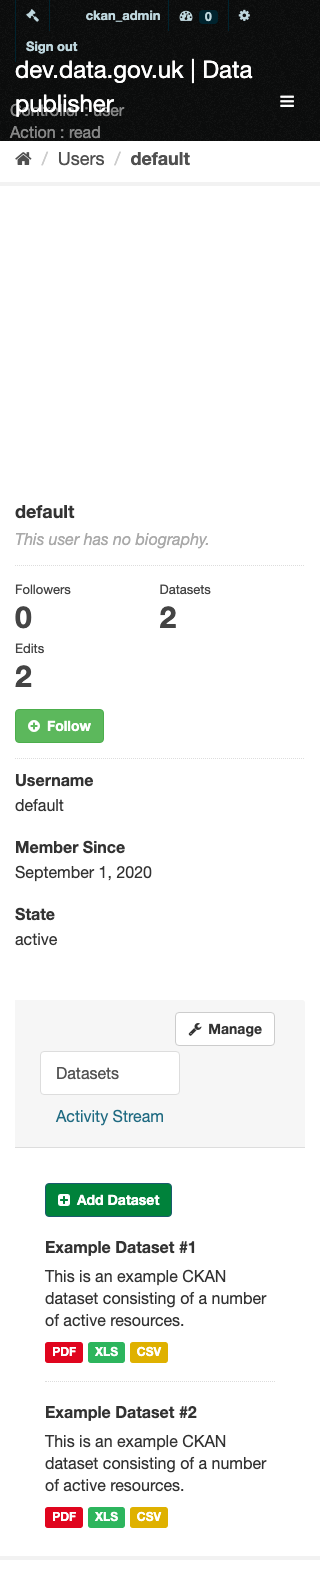 ckan_admin 0
Sign out
dev.data.gov.uk | Data
publisher
Controller : user
Action : read
/ Users / default
default
This user has no biography.
Followers Datasets
0 2
Edits
2
Follow
Username
default
Member Since
September 1, 2020
State
active
Manage
Datasets
Activity Stream
Add Dataset
Example Dataset #1
This is an example CKAN
dataset consisting of a number
of active resources.
PDF XLS CSV
Example Dataset #2
This is an example CKAN
dataset consisting of a number
of active resources.
PDF XLS CSV